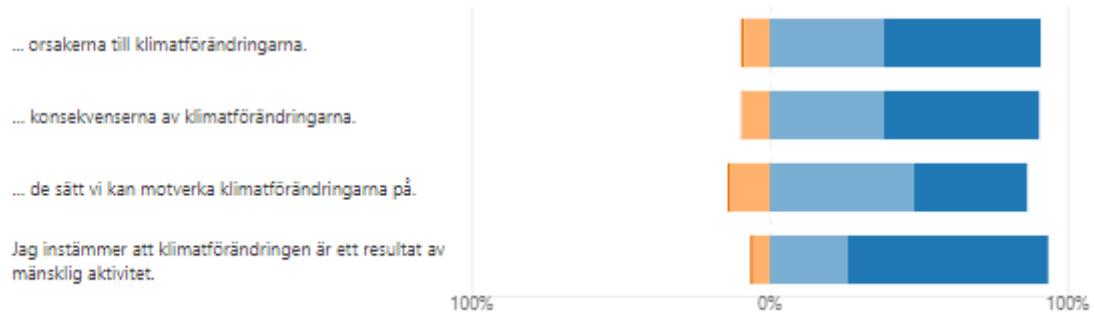 ... orsakerna till klimatförändringarna.
... konsekvenserna av klimatförändringarna.
... de sätt vi kan motverka klimatförändringarna på.
Jag instämmer att klimatförändringen är ett resultat av
mänsklig aktivitet.
100% 0% 100%